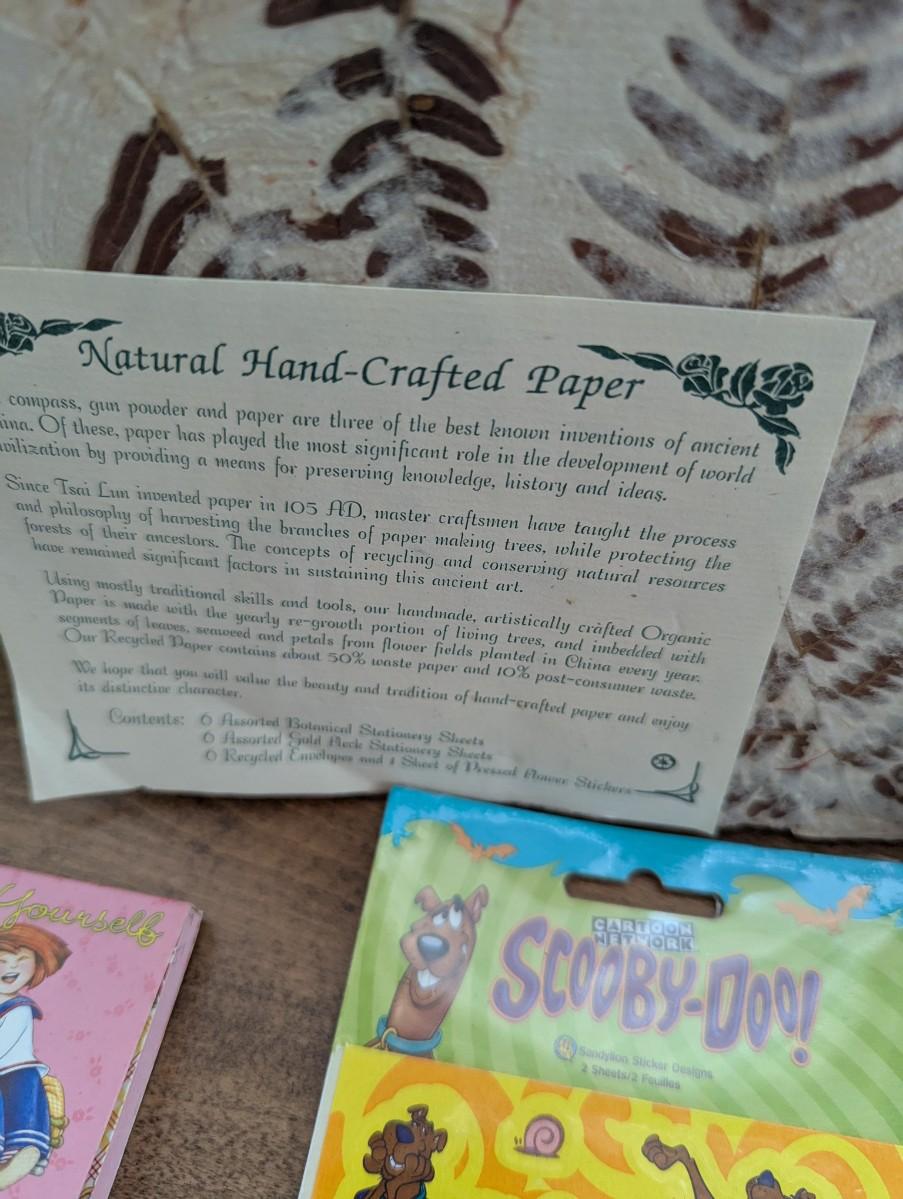 Natural Hand-Crafted Paper
compass, gun powder and paper are three of the best known inventions of ancient
ina. Of these, paper has played the most significant role in the development of world
vilization by providing a means for preserving knowledge, history and ideas.
Since Tsai Lun invented paper in 105 AD, master craftsmen have taught the process
and philosophy of harvesting the branches of paper making trees, while protecting the
forests of their ancestors. The concepts of recycling and conserving natural resources
have remained significant factors in sustaining this ancient art.
Using mostly traditional skills and tools, our handmade, artistically crafted Organic
Paper is made with the yearly re-growth portion of living trees, and imbedded with
segments of leaves, seaweed and petals from flower fields planted in China every year.
Our Recycled Paper contains about 50% waste paper and 10% post-consumer waste.
We hope that you will value the beauty and tradition of hand-crafted paper and enjoy
its distinctive character.
Contents: 6 Assorted Botanical Stationery Sheets
6 Assorted Gold Fleck Stationery Sheets
6 Recycled Envelopes and 1 Sheet of Pressed Flower Stickers
Yourself
CARTOON
NETWORK
SCOOBY-DOO!
Sandylion Sticker Designs
2 Sheets/2 Feuilles